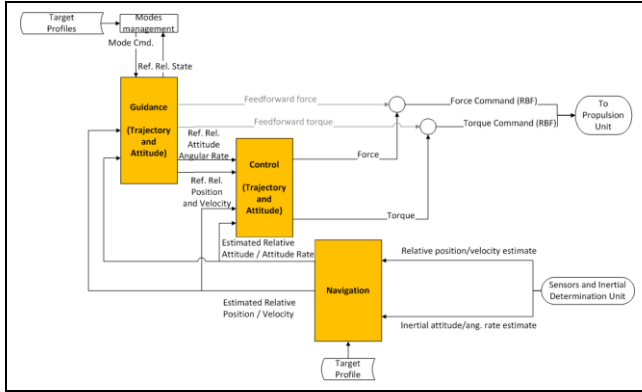 Target
Profiles
Modes
management
Mode Cmd.
Ref. Rel. State
Guidance
(Trajectory
and
Attitude)
Feedforward force
Force Command (RBF)
Feedforward torque
Torque Command (RBF)
To
Propulsion
Unit
Ref. Rel.
Attitude
Angular Rate
Force
Control
(Trajectory
and
Attitude)
Ref. Rel.
Position
and Velocity
Torque
Estimated Relative
Attitude / Attitude Rate
Relative position/velocity estimate
Navigation
Sensors and Inertial
Determination Unit
Estimated Relative
Position / Velocity
Inertial attitude/ang. rate estimate
Target
Profile